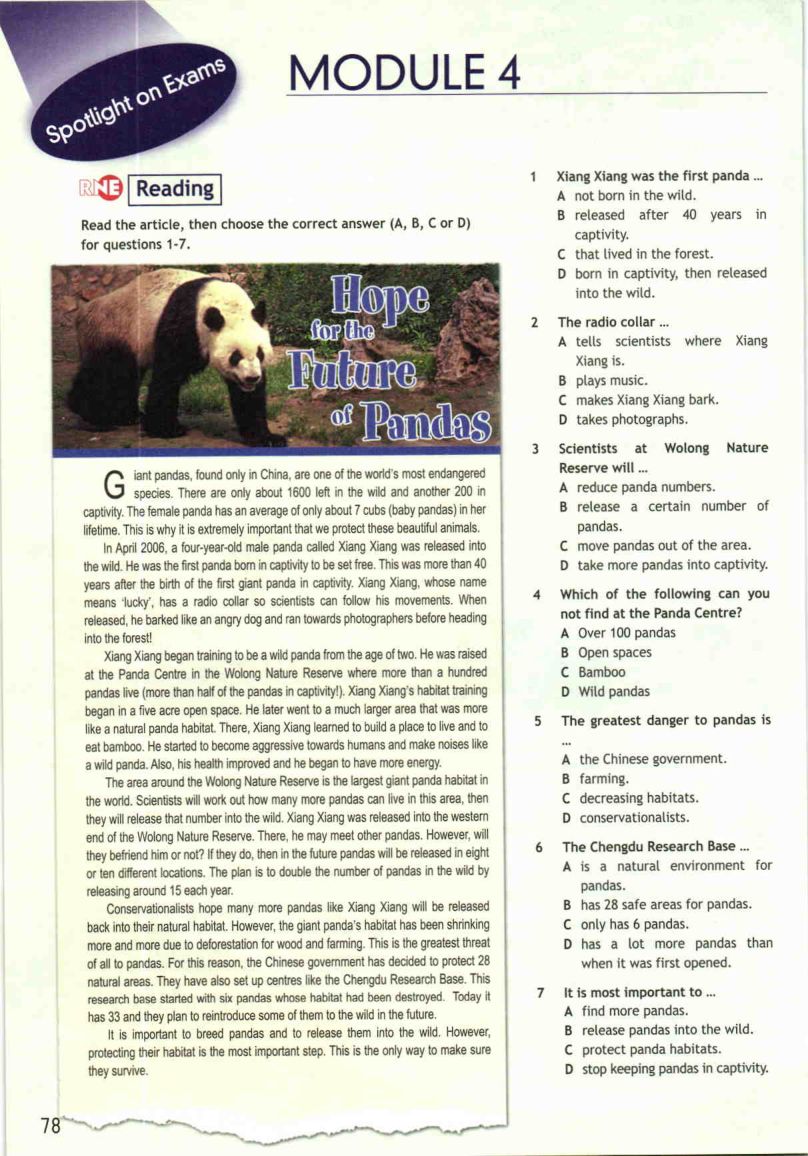 Spotlight on Exams
MODULE 4
RNE Reading
Read the article, then choose the correct answer (A, B, C or D)
for questions 1-7.
Hope
for the
Future
of Pandas
Giant pandas, found only in China, are one of the world's most endangered
species. There are only about 1600 left in the wild and another 200 in
captivity. The female panda has an average of only about 7 cubs (baby pandas) in her
lifetime. This is why it is extremely important that we protect these beautiful animals.
In April 2006, a four-year-old male panda called Xiang Xiang was released into
the wild. He was the first panda born in captivity to be set free. This was more than 40
years after the birth of the first giant panda in captivity. Xiang Xiang, whose name
means 'lucky', has a radio collar so scientists can follow his movements. When
released, he barked like an angry dog and ran towards photographers before heading
into the forest!
Xiang Xiang began training to be a wild panda from the age of two. He was raised
at the Panda Centre in the Wolong Nature Reserve where more than a hundred
pandas live (more than half of the pandas in captivity!). Xiang Xiang's habitat training
began in a five acre open space. He later went to a much larger area that was more
like a natural panda habitat. There, Xiang Xiang learned to build a place to live and to
eat bamboo. He started to become aggressive towards humans and make noises like
a wild panda. Also, his health improved and he began to have more energy.
The area around the Wolong Nature Reserve is the largest giant panda habitat in
the world. Scientists will work out how many more pandas can live in this area, then
they will release that number into the wild. Xiang Xiang was released into the western
end of the Wolong Nature Reserve. There, he may meet other pandas. However, will
they befriend him or not? If they do, then in the future pandas will be released in eight
or ten different locations. The plan is to double the number of pandas in the wild by
releasing around 15 each year.
Conservationalists hope many more pandas like Xiang Xiang will be released
back into their natural habitat. However, the giant panda's habitat has been shrinking
more and more due to deforestation for wood and farming. This is the greatest threat
of all to pandas. For this reason, the Chinese government has decided to protect 28
natural areas. They have also set up centres like the Chengdu Research Base. This
research base started with six pandas whose habitat had been destroyed. Today it
has 33 and they plan to reintroduce some of them to the wild in the future.
It is important to breed pandas and to release them into the wild. However,
protecting their habitat is the most important step. This is the only way to make sure
they survive.
1 Xiang Xiang was the first panda ...
A not born in the wild.
B released after 40 years in
captivity.
C that lived in the forest.
D born in captivity, then released
into the wild.
2 The radio collar ...
A tells scientists where Xiang
Xiang is.
B plays music.
C makes Xiang Xiang bark.
D takes photographs.
3 Scientists at Wolong Nature
Reserve will ...
A reduce panda numbers.
B release a certain number of
pandas.
C move pandas out of the area.
D take more pandas into captivity.
4 Which of the following can you
not find at the Panda Centre?
A Over 100 pandas
B Open spaces
C Bamboo
D Wild pandas
5 The greatest danger to pandas is
...
A the Chinese government.
B farming.
C decreasing habitats.
D conservationalists.
6 The Chengdu Research Base ...
A is a natural environment for
pandas.
B has 28 safe areas for pandas.
C only has 6 pandas.
D has a lot more pandas than
when it was first opened.
7 It is most important to ...
A find more pandas.
B release pandas into the wild.
C protect panda habitats.
D stop keeping pandas in captivity.
78